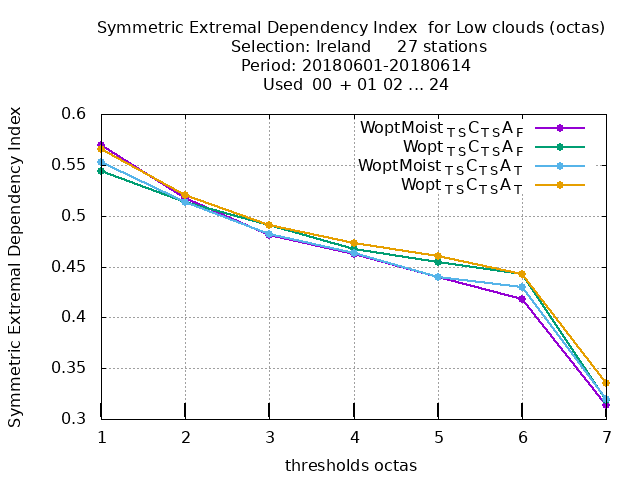 Symmetric Extremal Dependency Index  for Low clouds (octas)
Selection: Ireland     27 stations
Period: 20180601-20180614
Used  00 + 01 02 ... 24
WoptMoist TS C TS A F
Wopt TS C TS A F
WoptMoist TS C TS A T
Wopt TS C TS A T
Symmetric Extremal Dependency Index
0.6
0.55
0.5
0.45
0.4
0.35
0.3
1 2 3 4 5 6 7
thresholds octas